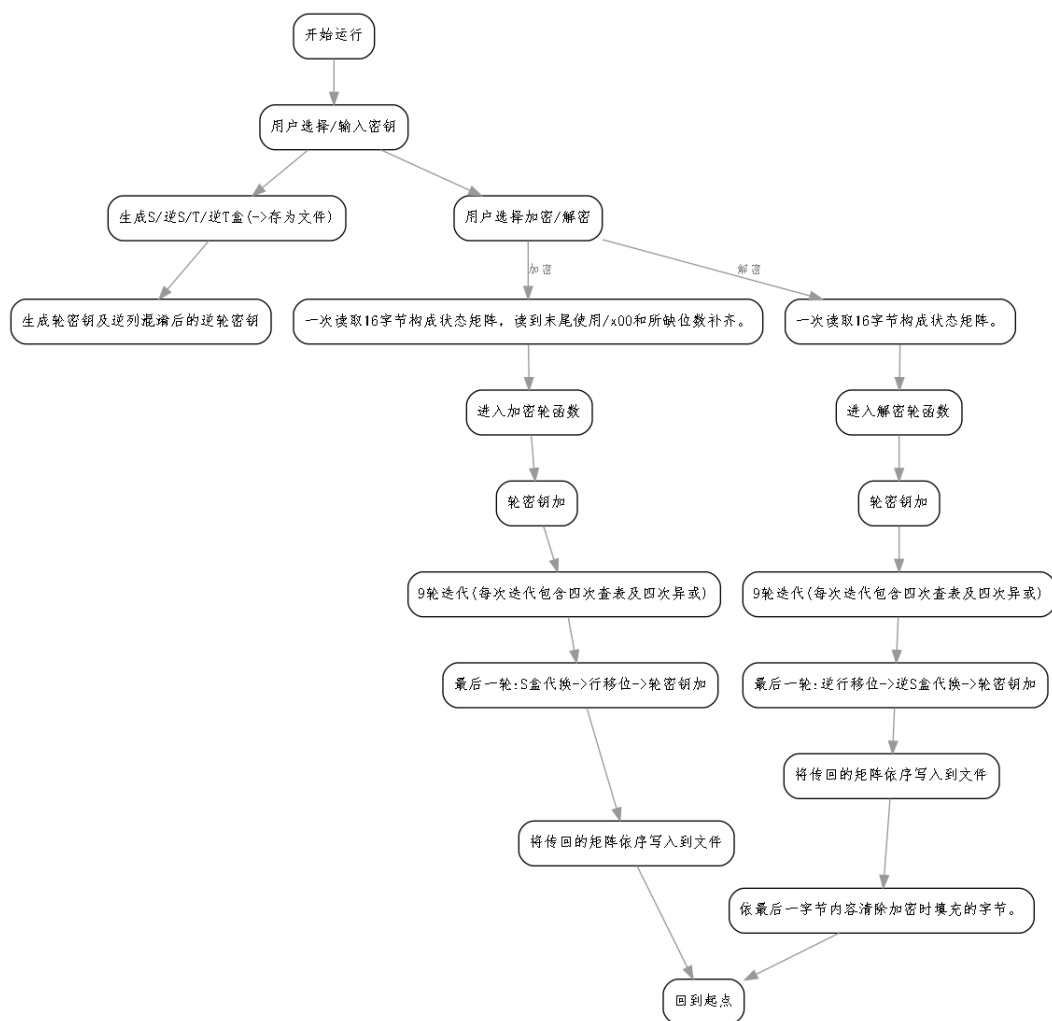 开始运行
用户选择/输入密钥
生成S/逆S/T/逆T盒(->存为文件)
用户选择加密/解密
加密
解密
生成轮密钥及逆列混淆后的逆轮密钥
一次读取16字节构成状态矩阵，读到末尾使用/x00和所缺位数补齐。
一次读取16字节构成状态矩阵。
进入加密轮函数
进入解密轮函数
轮密钥加
轮密钥加
9轮迭代(每次迭代包含四次查表及四次异或)
9轮迭代(每次迭代包含四次查表及四次异或)
最后一轮:S盒代换->行移位->轮密钥加
最后一轮:逆行移位->逆S盒代换->轮密钥加
将传回的矩阵依序写入到文件
将传回的矩阵依序写入到文件
依最后一字节内容清除加密时填充的字节。
回到起点